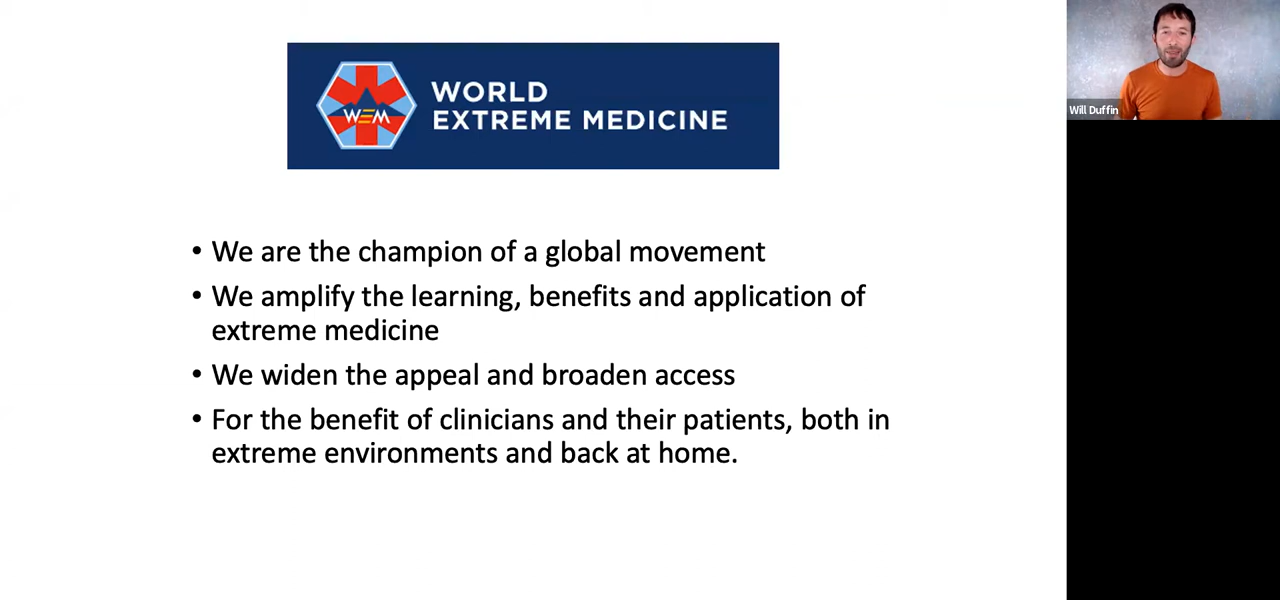 WEM
WORLD
EXTREME MEDICINE
Will Duffin
• We are the champion of a global movement
• We amplify the learning, benefits and application of
extreme medicine
• We widen the appeal and broaden access
• For the benefit of clinicians and their patients, both in
extreme environments and back at home.